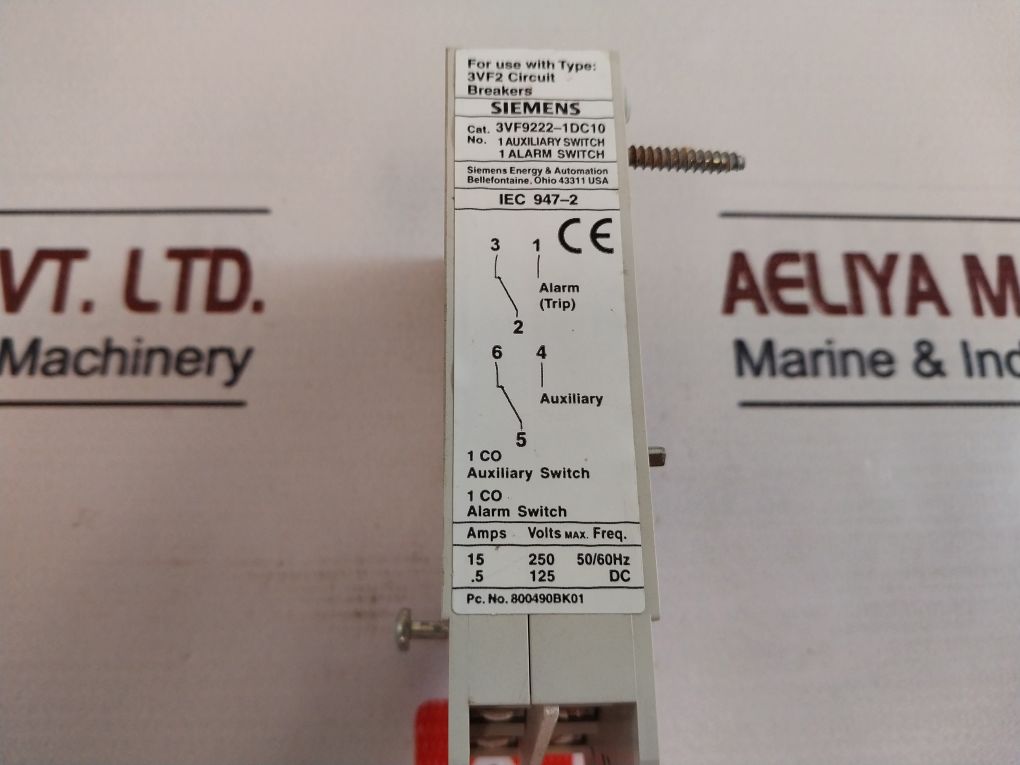 For use with Type:
3VF2 Circuit
Breakers
SIEMENS
Cat. No. 3VF9222-1DC10
1 AUXILIARY SWITCH
1 ALARM SWITCH
Siemens Energy & Automation
Bellefontaine, Ohio 43311 USA
IEC 947-2
CE
3 1
Alarm
(Trip)
2
6 4
Auxiliary
5
1 CO
Auxiliary Switch
1 CO
Alarm Switch
Amps Volts MAX. Freq.
15 250 50/60Hz
.5 125 DC
Pc. No. 800490BK01
VT. LTD.
Machinery
AELIYA M
Marine & Ind